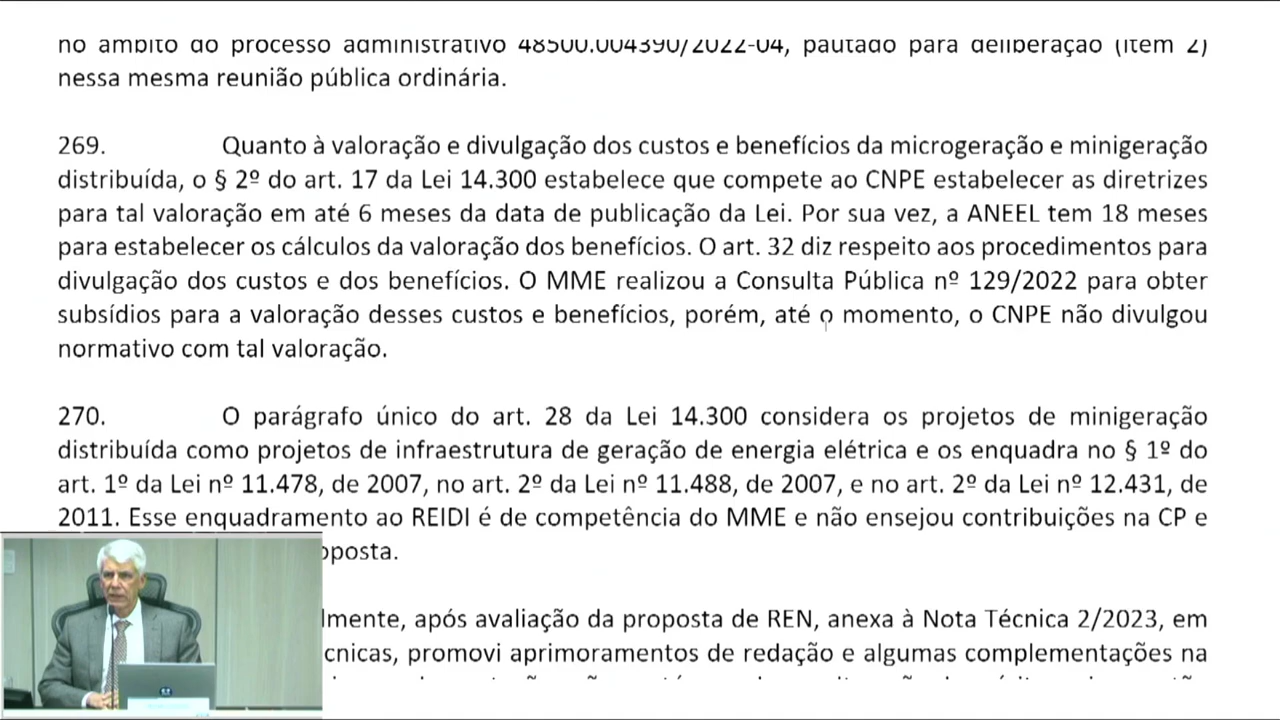 no âmbito do processo administrativo 48500.004390/2022-04, pautado para deliberação (item 2)
nessa mesma reunião pública ordinária.
269. Quanto à valoração e divulgação dos custos e benefícios da microgeração e minigeração
distribuída, o § 2º do art. 17 da Lei 14.300 estabelece que compete ao CNPE estabelecer as diretrizes
para tal valoração em até 6 meses da data de publicação da Lei. Por sua vez, a ANEEL tem 18 meses
para estabelecer os cálculos da valoração dos benefícios. O art. 32 diz respeito aos procedimentos para
divulgação dos custos e dos benefícios. O MME realizou a Consulta Pública nº 129/2022 para obter
subsídios para a valoração desses custos e benefícios, porém, até o momento, o CNPE não divulgou
normativo com tal valoração.
270. O parágrafo único do art. 28 da Lei 14.300 considera os projetos de minigeração
distribuída como projetos de infraestrutura de geração de energia elétrica e os enquadra no § 1º do
art. 1º da Lei nº 11.478, de 2007, no art. 2º da Lei nº 11.488, de 2007, e no art. 2º da Lei nº 12.431, de
2011. Esse enquadramento ao REIDI é de competência do MME e não ensejou contribuições na CP e
oposta.
lmente, após avaliação da proposta de REN, anexa à Nota Técnica 2/2023, em
cnicas, promovi aprimoramentos de redação e algumas complementações na